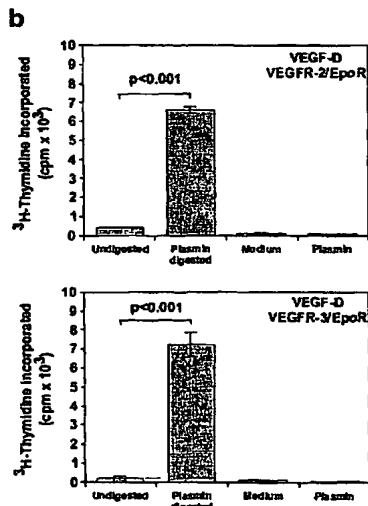 b
VEGF-D
VEGFR-2/EpoR
p<0.001
³H-Thymidine Incorporated
(cpm x 10³)
10
9
8
7
6
5
4
3
2
1
0
Undigested
Plasmin
digested
Medium
Plasmin
VEGF-D
VEGFR-3/EpoR
p<0.001
³H-Thymidine Incorporated
(cpm x 10³)
10
9
8
7
6
5
4
3
2
1
0
Undigested
Plasmin
digested
Medium
Plasmin